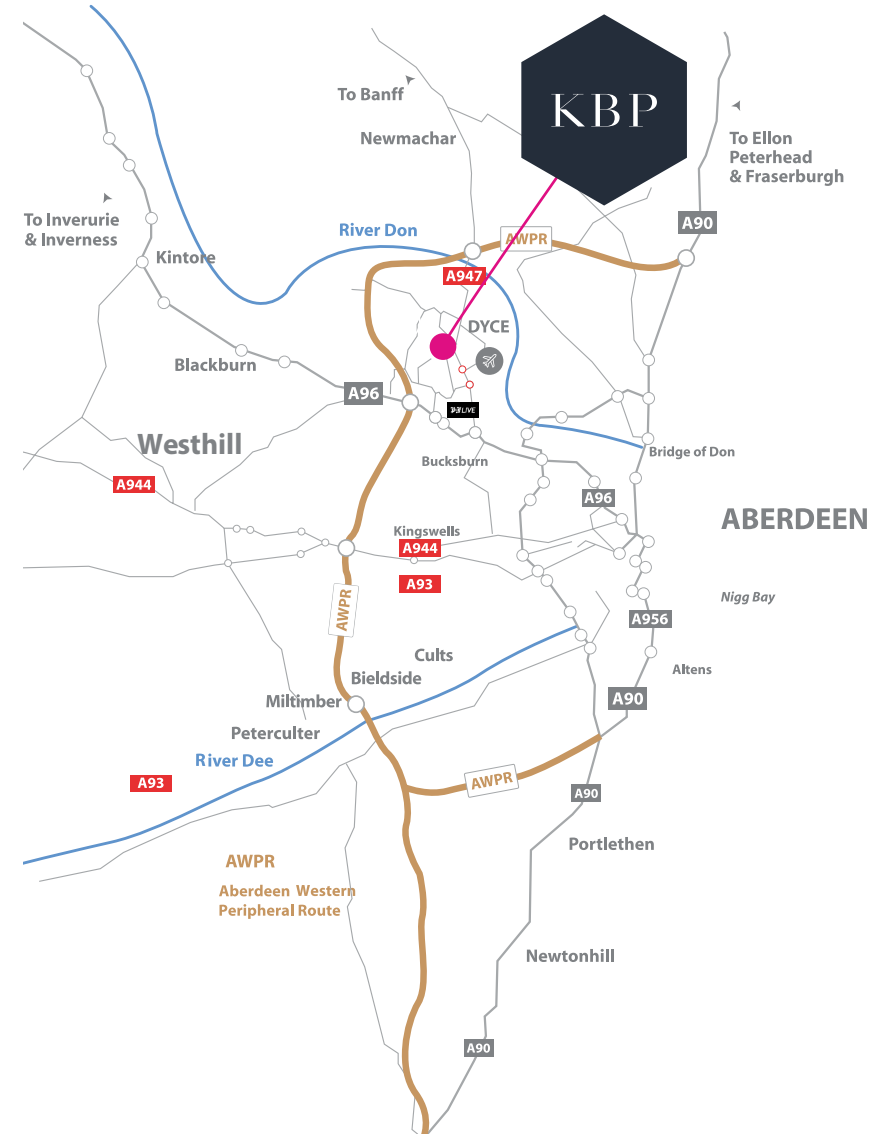 KBP
To Banff
Newmachar
To Ellon
Peterhead
& Fraserburgh
To Inverurie
& Inverness
A90
River Don
AWPR
Kintore
A947
DYCE
Blackburn
A96
LIVE
Westhill
Bucksburn
Bridge of Don
A944
A96
ABERDEEN
Kingswells
A944
A93
Nigg Bay
AWPR
A956
Cults
Altens
Bieldside
Miltimber
A90
Peterculter
River Dee
A93
AWPR
A90
Portlethen
AWPR
Aberdeen Western
Peripheral Route
Newtonhill
A90